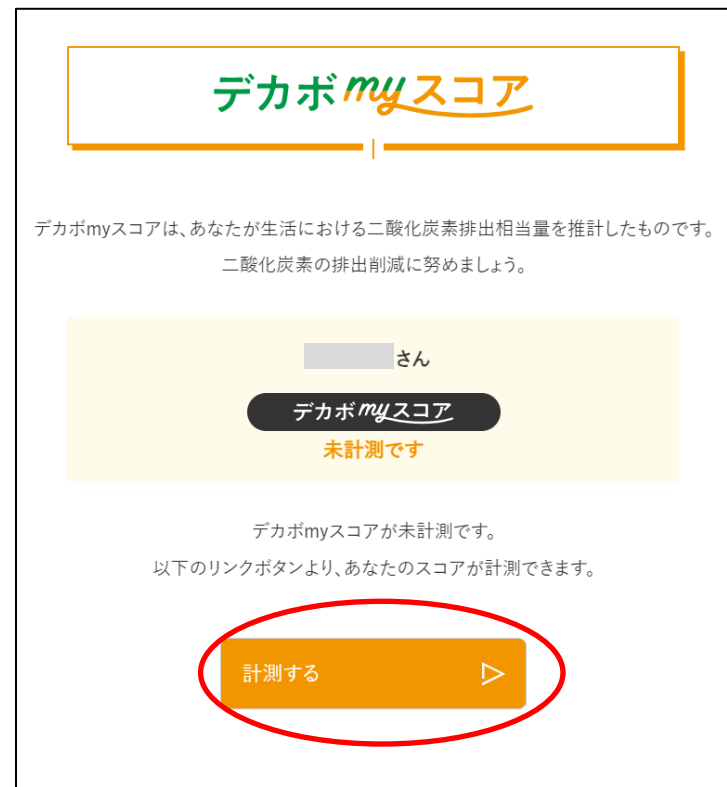 デカボmyスコア
デカボmyスコアは、あなたが生活における二酸化炭素排出相当量を推計したものです。
二酸化炭素の排出削減に努めましょう。
さん
デカボmyスコア
未計測です
デカボmyスコアが未計測です。
以下のリンクボタンより、あなたのスコアが計測できます。
計測する